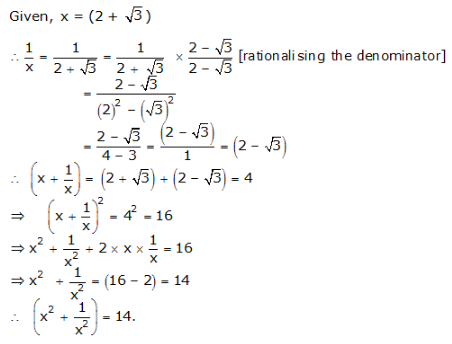 Given, x = (2 + √3)
∴ 1/x = 1/(2 + √3) = 1/(2 + √3) × (2 − √3)/(2 − √3) [rationalising the denominator]
= (2 − √3)/((2)² − (√3)²)
= (2 − √3)/(4 − 3) = (2 − √3)/1 = (2 − √3)
∴ (x + 1/x) = (2 + √3) + (2 − √3) = 4
⇒ (x + 1/x)² = 4² = 16
⇒ x² + 1/x² + 2 × x × 1/x = 16
⇒ x² + 1/x² = (16 − 2) = 14
∴ (x² + 1/x²) = 14.